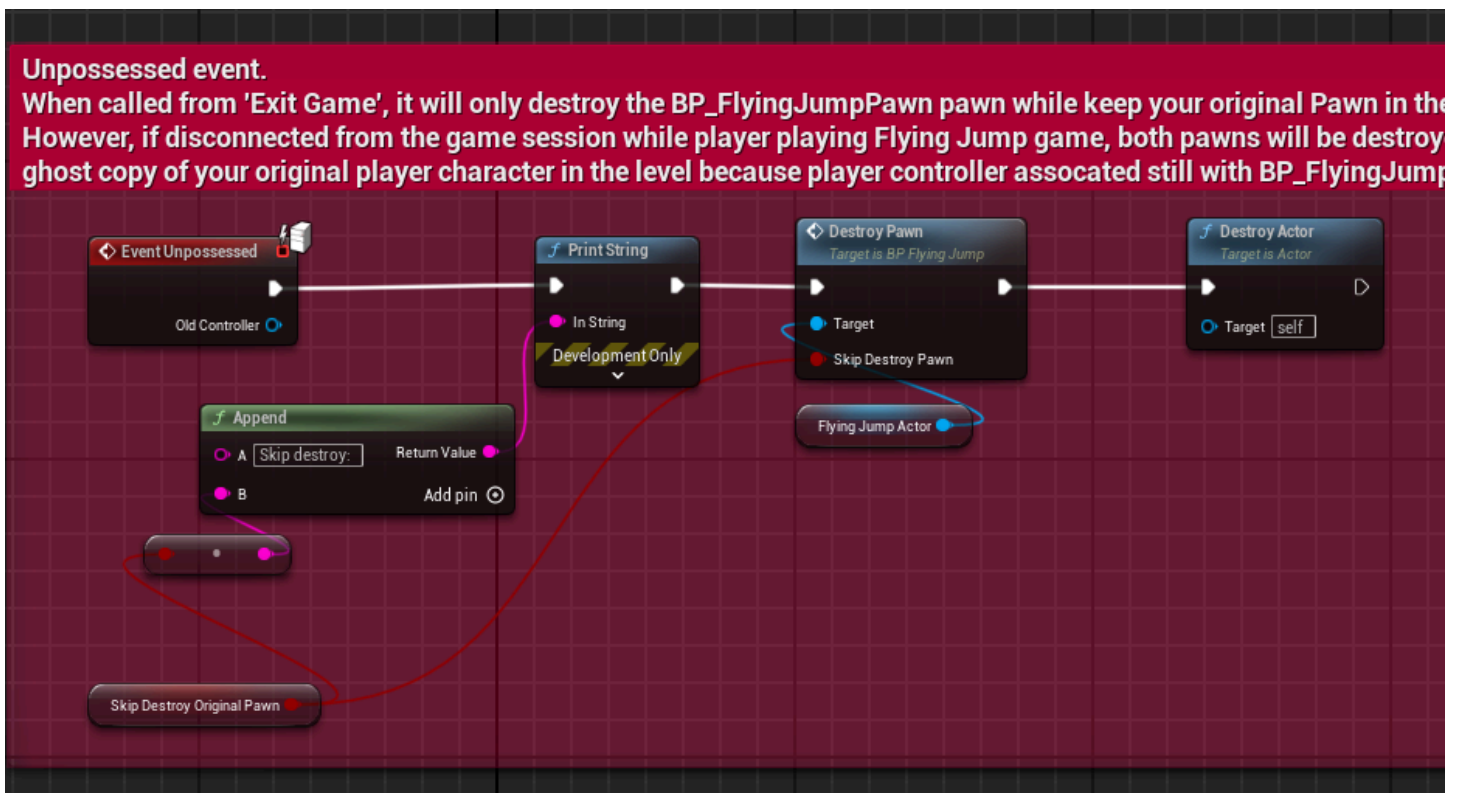 Unpossessed event.
When called from 'Exit Game', it will only destroy the BP_FlyingJumpPawn pawn while keep your original Pawn in the
However, if disconnected from the game session while player playing Flying Jump game, both pawns will be destroye
ghost copy of your original player character in the level because player controller assocated still with BP_FlyingJump
Event Unpossessed
Old Controller
f Print String
In String
Development Only
Destroy Pawn
Target is BP Flying Jump
Target
Skip Destroy Pawn
f Destroy Actor
Target is Actor
Target self
Flying Jump Actor
f Append
A Skip destroy: Return Value
B Add pin
Skip Destroy Original Pawn